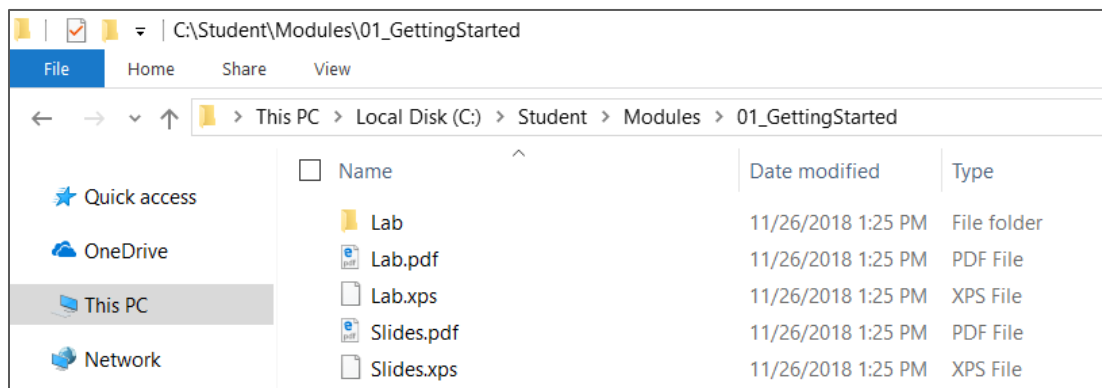 C:\Student\Modules\01_GettingStarted
File Home Share View
This PC > Local Disk (C:) > Student > Modules > 01_GettingStarted
Name Date modified Type
Quick access
Lab 11/26/2018 1:25 PM File folder
OneDrive
Lab.pdf 11/26/2018 1:25 PM PDF File
Lab.xps 11/26/2018 1:25 PM XPS File
This PC
Slides.pdf 11/26/2018 1:25 PM PDF File
Network
Slides.xps 11/26/2018 1:25 PM XPS File